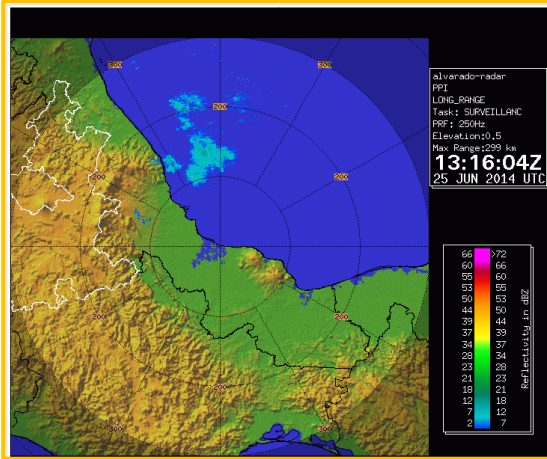 300
300
200
200
200
200
200
300
300
alvarado-radar
PPI
LONG_RANGE
Task: SURVEILLANC
PRF: 250Hz
Elevation:0.5
Max Range:299 km
13:16:04Z
25 JUN 2014 UTC
66 >72
60 66
55 60
53 55
50 53
44 50
39 44
37 39
34 37
28 34
23 28
21 23
18 21
12 18
7 12
2 7
Reflectivity in dBZ